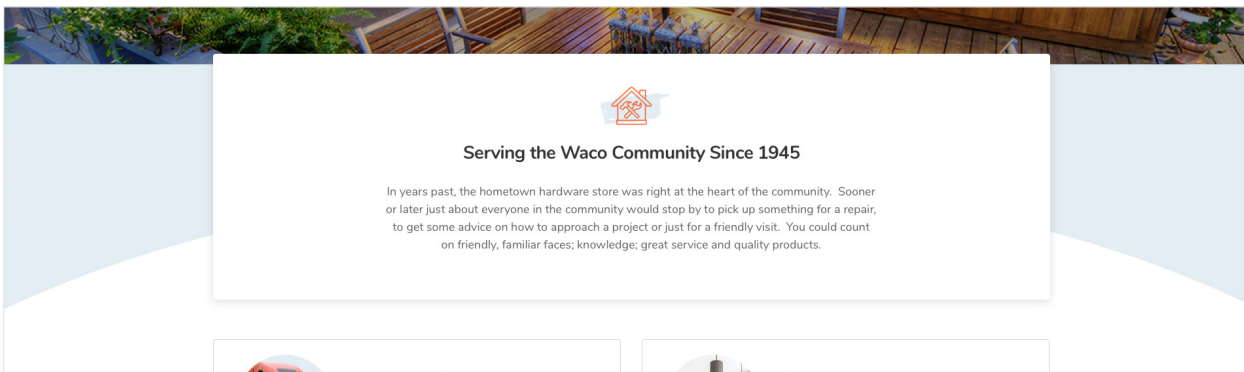 Serving the Waco Community Since 1945
In years past, the hometown hardware store was right at the heart of the community.  Sooner
or later just about everyone in the community would stop by to pick up something for a repair,
to get some advice on how to approach a project or just for a friendly visit.  You could count
on friendly, familiar faces; knowledge; great service and quality products.